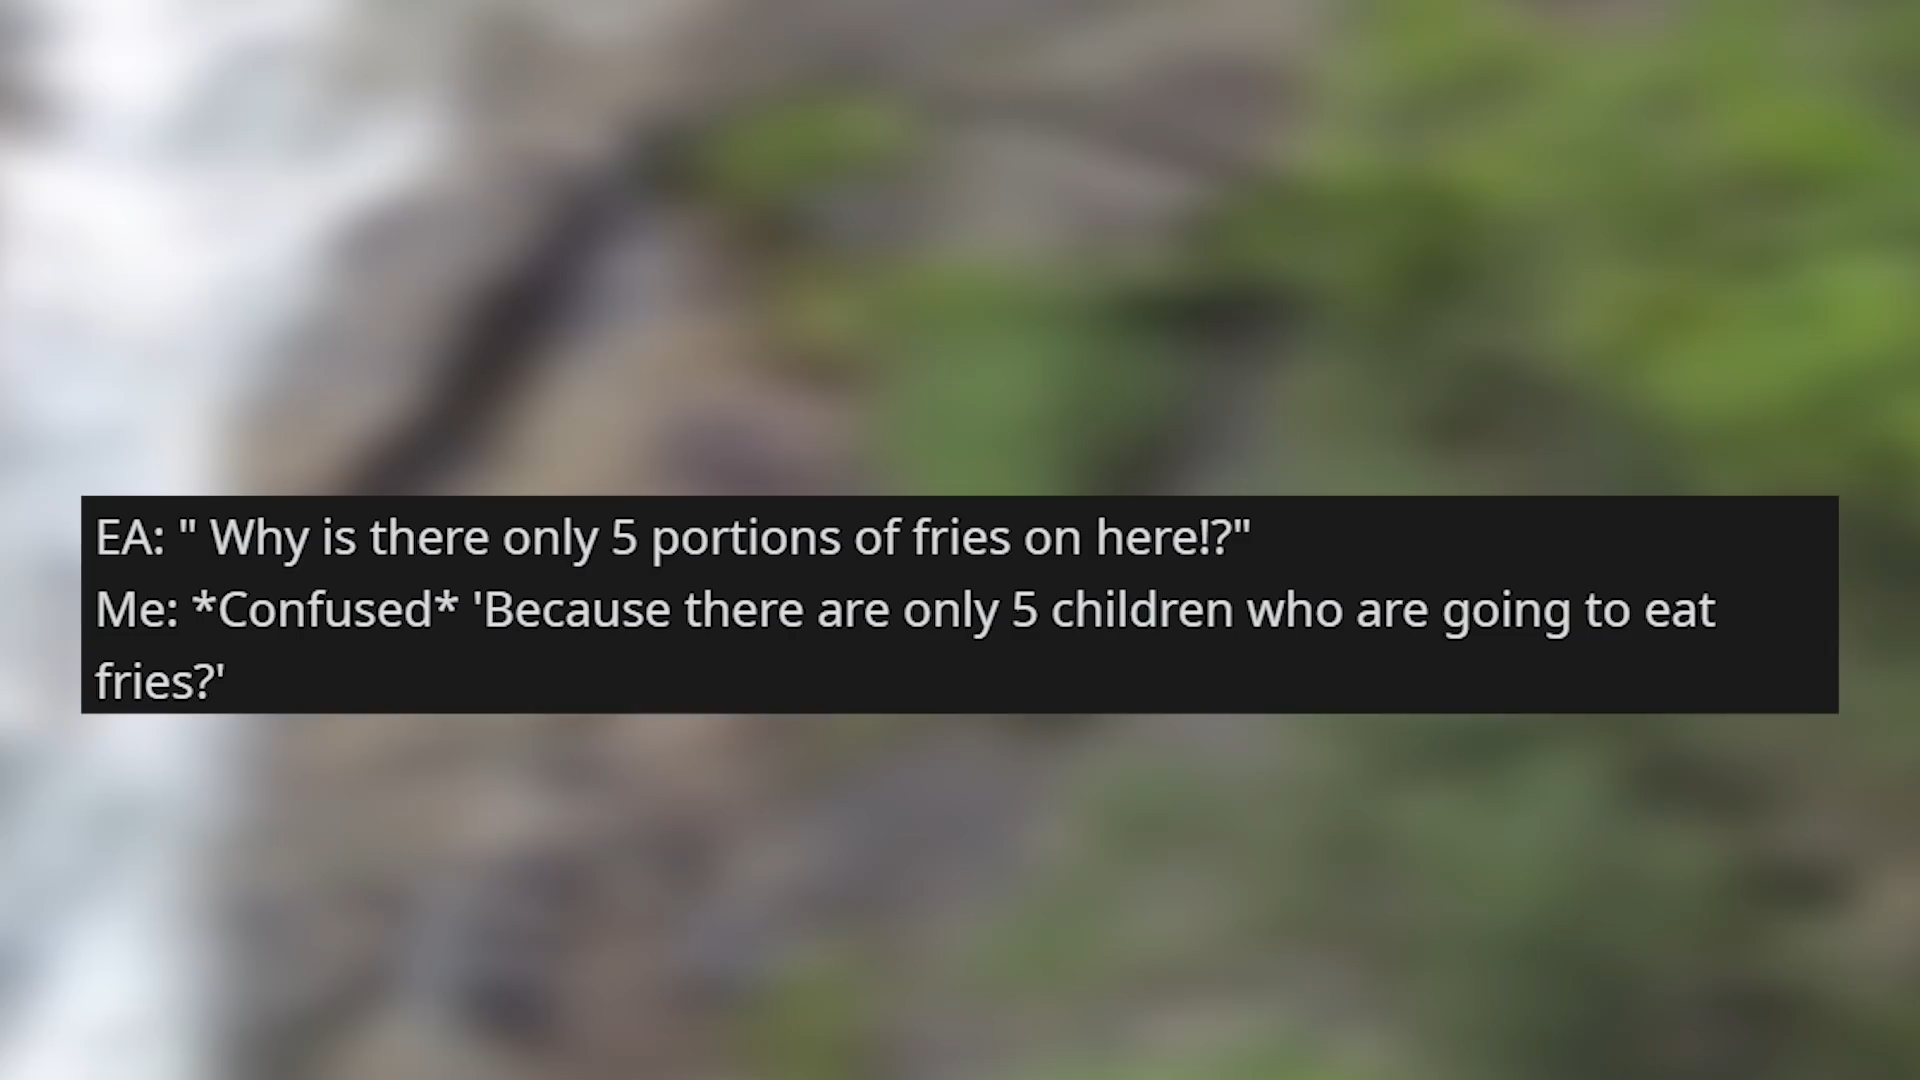 EA: " Why is there only 5 portions of fries on here!?"
Me: *Confused* 'Because there are only 5 children who are going to eat
fries?'